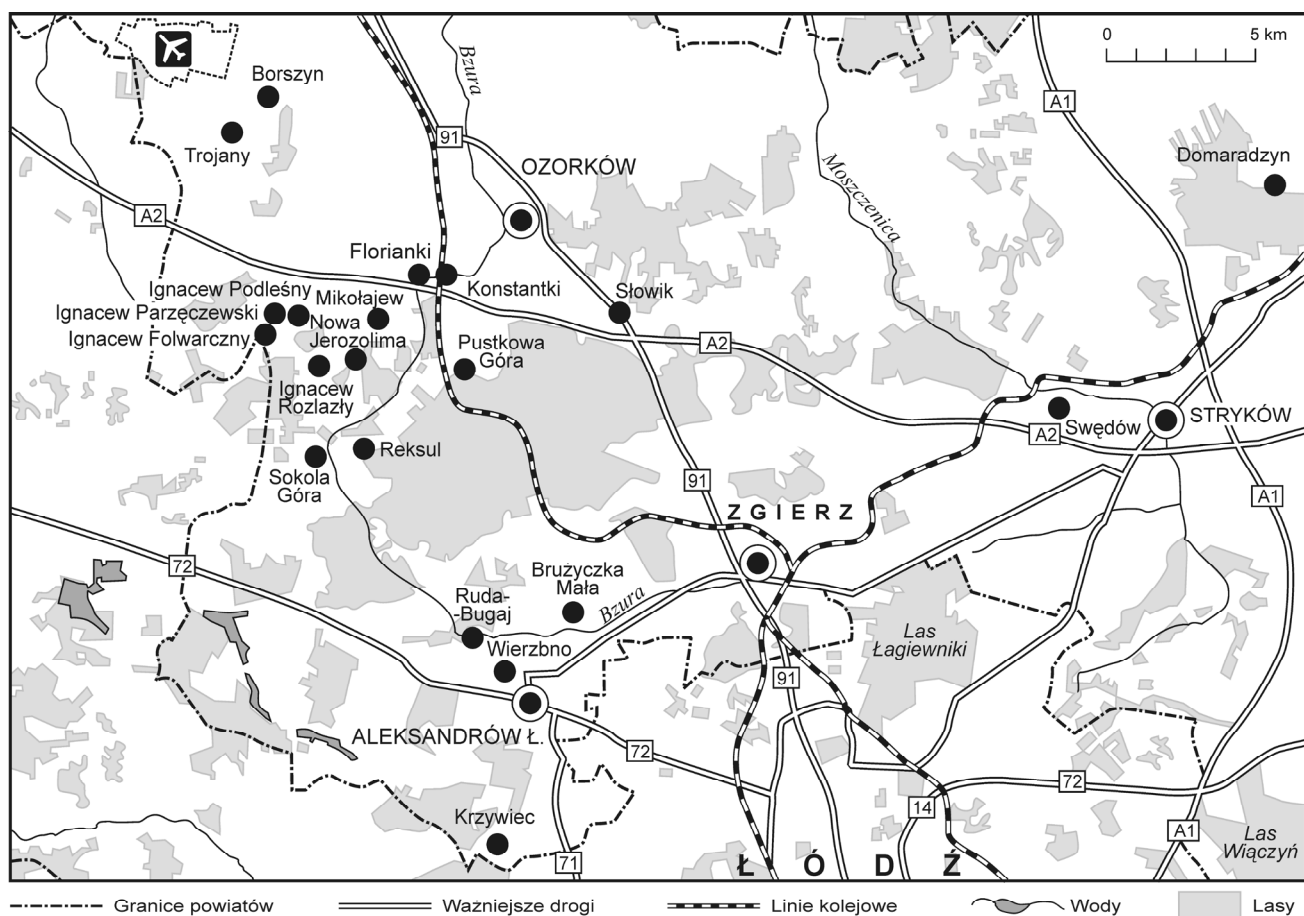 0 5 km
Bzura
Borszyn
A1
91
Trojany
Domaradzyn
OZORKÓW
Moszczenica
A2
Florianki
Konstantki
Ignacew Podleśny
Mikołajew
Słowik
Ignacew Parzęczewski
Nowa
Jerozolima
Ignacew Folwarczny
A2
Pustkowa
Góra
Ignacew
Rozlazły
STRYKÓW
Swędów
A2
Reksul
Sokola
Góra
91
A1
ZGIERZ
72
Brużyczka
Mała
Bzura
Ruda-
-Bugaj
Las
Łagiewniki
Wierzbno
91
ALEKSANDRÓW Ł.
72
72
14
Krzywiec
A1
Las
Wiączyń
71
ŁÓDŹ
Granice powiatów
Ważniejsze drogi
Linie kolejowe
Wody
Lasy